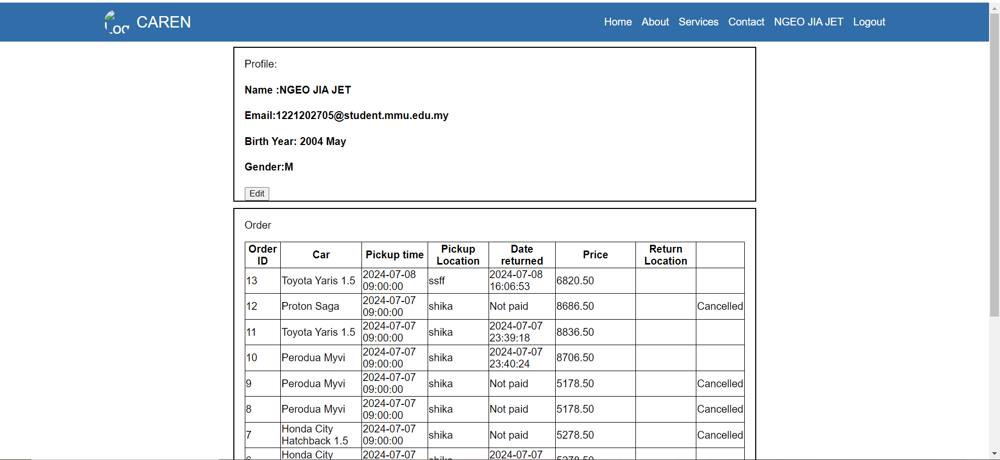 CAREN
Home About Services Contact NGEO JIA JET Logout
Profile:
Name :NGEO JIA JET
Email:1221202705@student.mmu.edu.my
Birth Year: 2004 May
Gender:M
Edit
Order
Order ID Car Pickup time Pickup Location Date returned Price Return Location
13 Toyota Yaris 1.5 2024-07-08 09:00:00 ssff 2024-07-08 16:06:53 6820.50
12 Proton Saga 2024-07-07 09:00:00 shika Not paid 8686.50 Cancelled
11 Toyota Yaris 1.5 2024-07-07 09:00:00 shika 2024-07-07 23:39:18 8836.50
10 Perodua Myvi 2024-07-07 09:00:00 shika 2024-07-07 23:40:24 8706.50
9 Perodua Myvi 2024-07-07 09:00:00 shika Not paid 5178.50 Cancelled
8 Perodua Myvi 2024-07-07 09:00:00 shika Not paid 5178.50 Cancelled
7 Honda City Hatchback 1.5 2024-07-07 09:00:00 shika Not paid 5278.50 Cancelled
Honda City 2024-07-07 2024-07-07